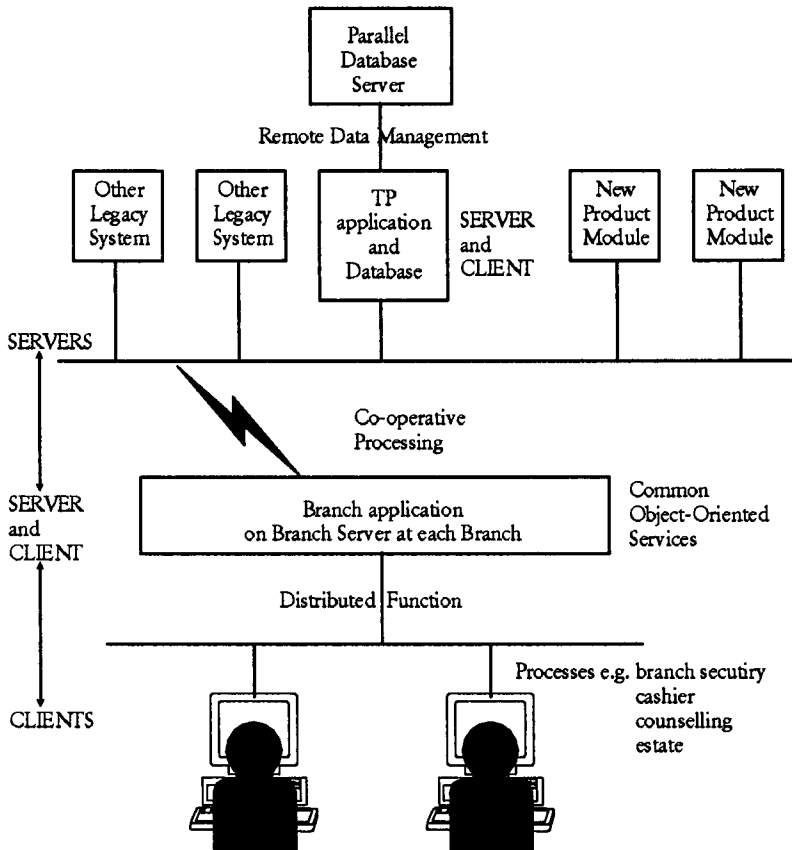 Parallel
Database
Server
Remote Data Management
Other
Legacy
System
Other
Legacy
System
TP
application
and
Database
SERVER
and
CLIENT
New
Product
Module
New
Product
Module
SERVERS
Co-operative
Processing
SERVER
and
CLIENT
Branch application
on Branch Server at each Branch
Common
Object-Oriented
Services
Distributed Function
Processes e.g. branch secutiry
cashier
counselling
estate
CLIENTS